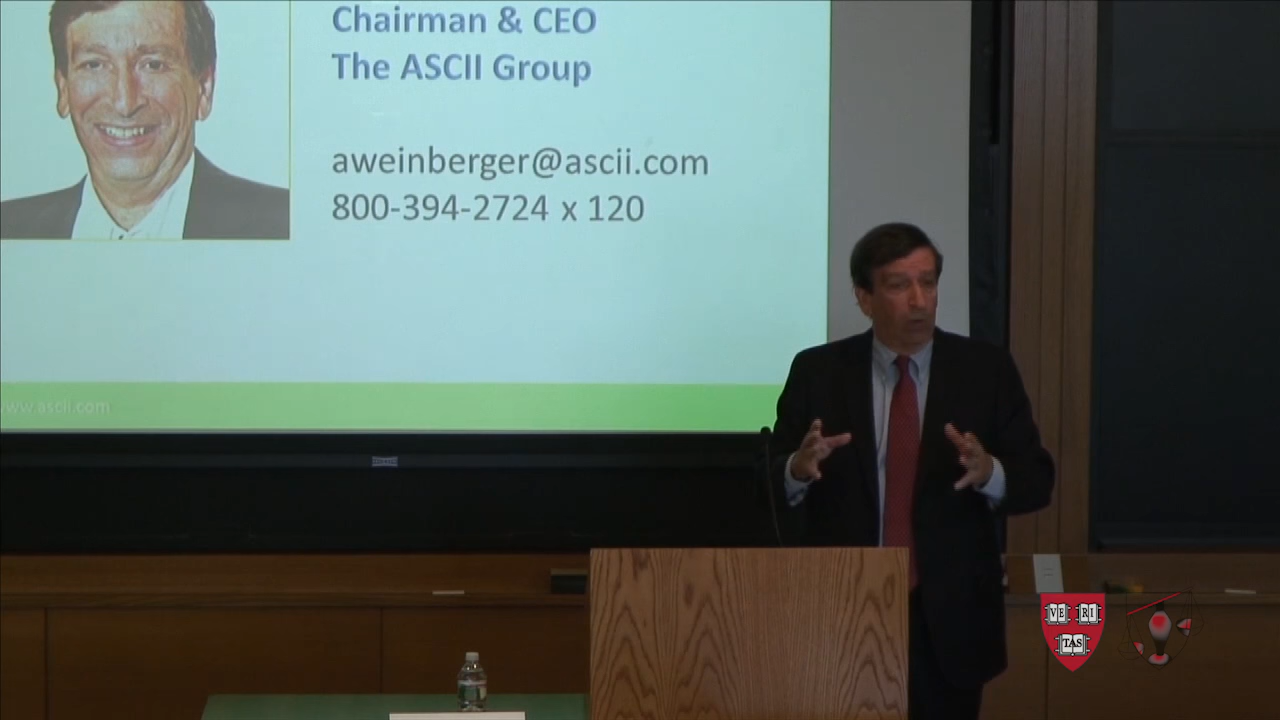 Chairman & CEO
The ASCII Group
aweinberger@ascii.com
800-394-2724 x 120
www.ascii.com
VE RI
TAS